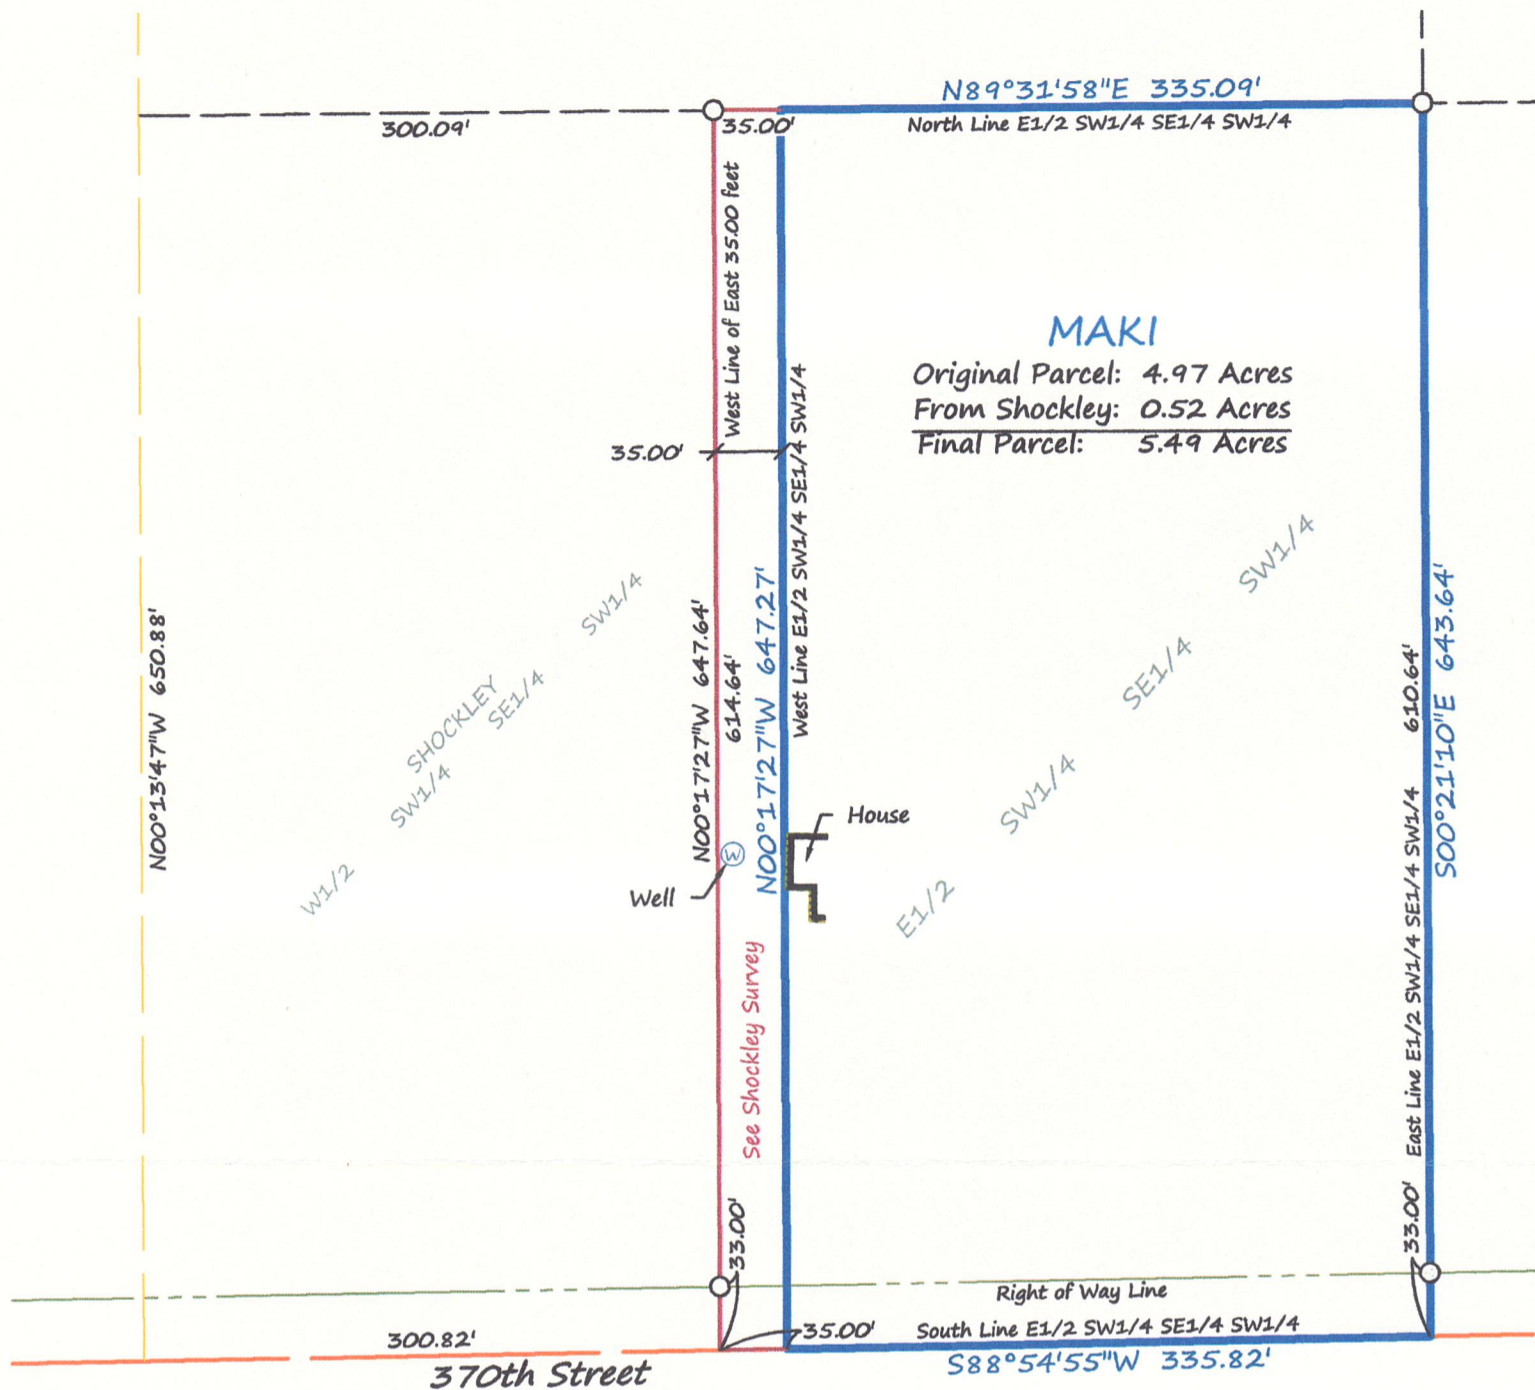 N89°31'58"E 335.09'
300.09'
35.00'
North Line E1/2 SW1/4 SE1/4 SW1/4
West Line of East 35.00 feet
MAKI
Original Parcel: 4.97 Acres
From Shockley: 0.52 Acres
Final Parcel: 5.49 Acres
35.00'
West Line E1/2 SW1/4 SE1/4 SW1/4
N00°13'47"W 650.88'
W1/2 SW1/4 SE1/4 SW1/4
SHOCKLEY
N00°17'27"W 647.64'
614.64'
N00°17'27"W 647.27'
E1/2 SW1/4 SE1/4 SW1/4
East Line E1/2 SW1/4 SE1/4 SW1/4 610.64'
S00°21'10"E 643.64'
House
W
Well
See Shockley Survey
33.00'
33.00'
Right of Way Line
300.82'
35.00'
South Line E1/2 SW1/4 SE1/4 SW1/4
S88°54'55"W 335.82'
370th Street